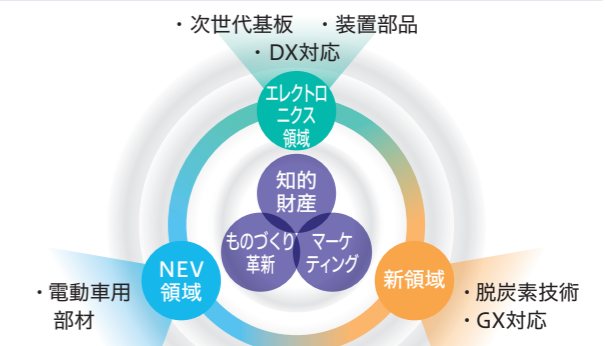 ・次世代基板　・装置部品
・DX対応
エレクトロ
ニクス
領域
知的
財産
ものづくり
革新
マーケ
ティング
NEV
領域
新領域
・電動車用
部材
・脱炭素技術
・GX対応